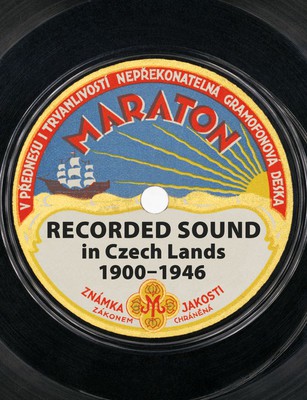 V PŘEDNESU I TRVANLIVOSTI NEPŘEKONATELNÁ GRAMOFONOVÁ DESKA
MARATON
RECORDED SOUND
in Czech Lands
1900–1946
ZNÁMKA JAKOSTI
ZÁKONEM CHRÁNĚNÁ
M